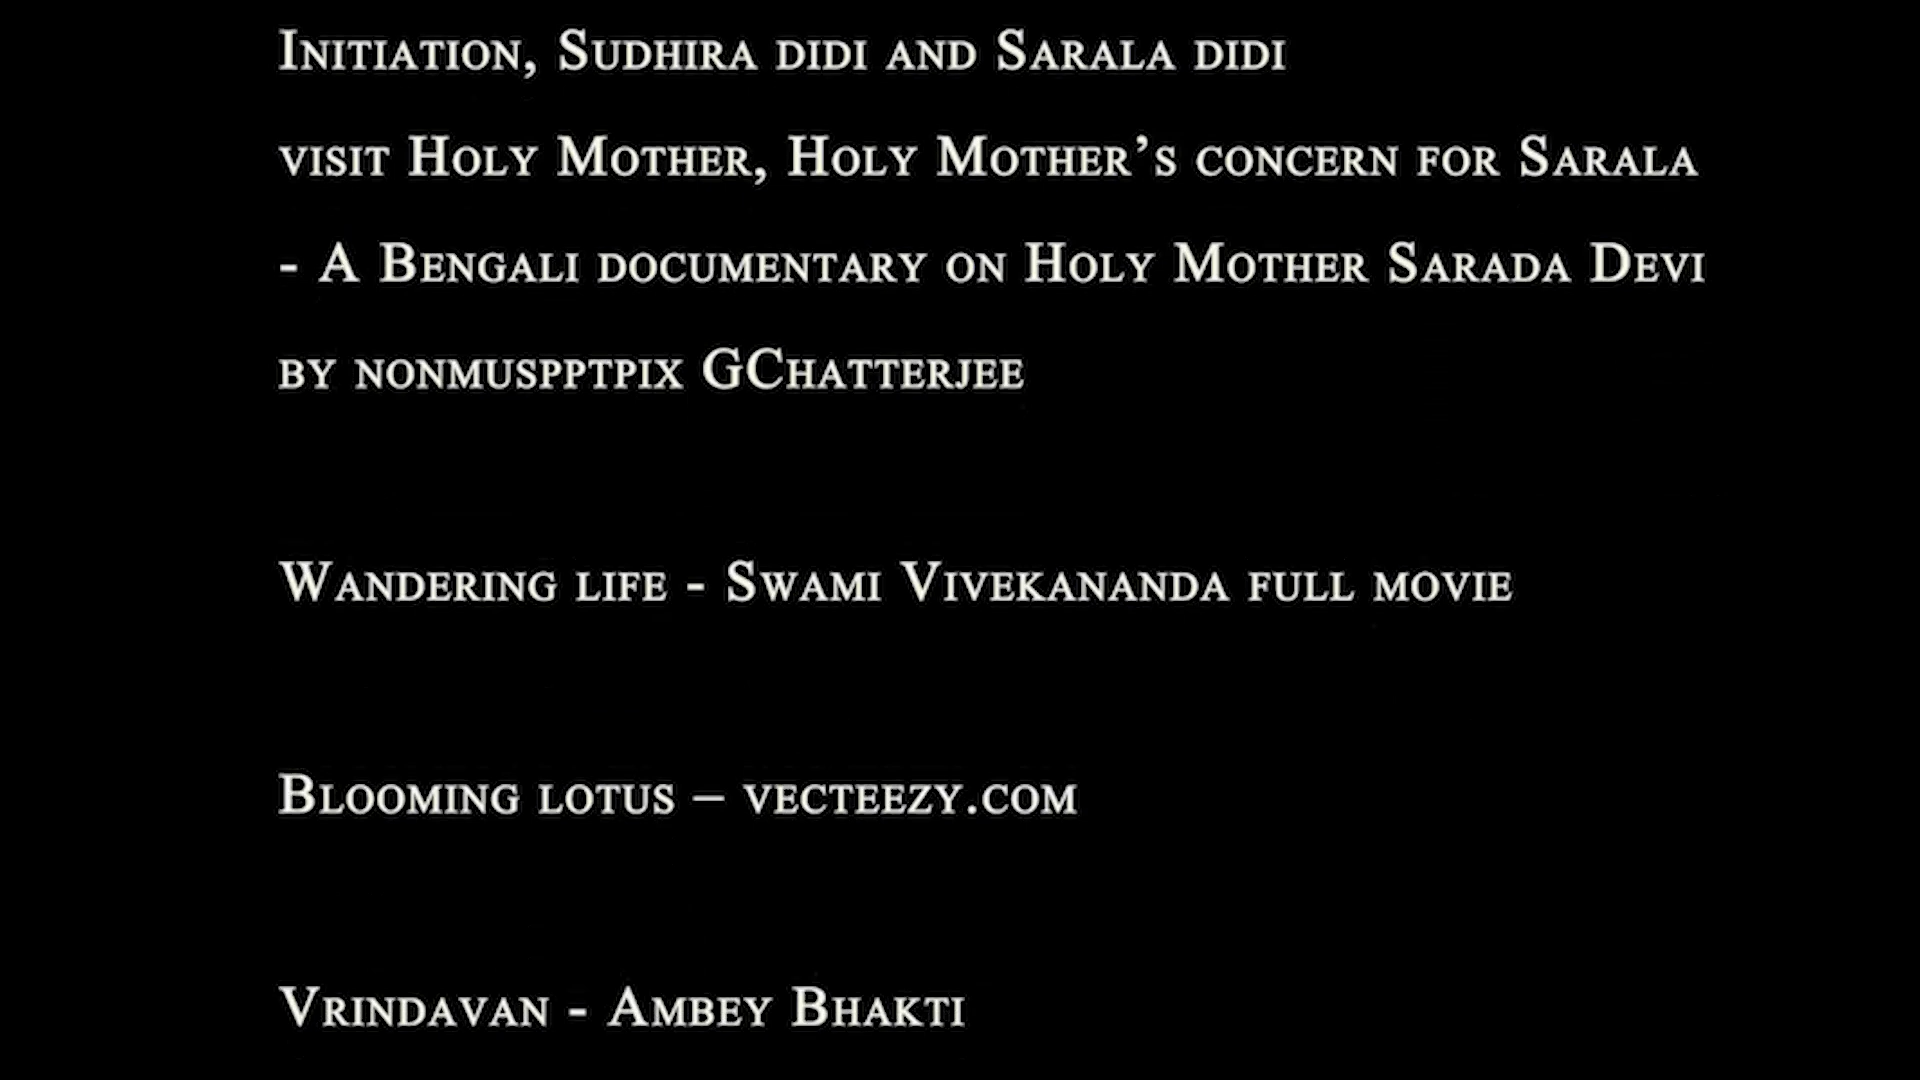 Initiation, Sudhira didi and Sarala didi
visit Holy Mother, Holy Mother’s concern for Sarala
- A Bengali documentary on Holy Mother Sarada Devi
by nonmuspptpix GChatterjee
Wandering life - Swami Vivekananda full movie
Blooming lotus – vecteezy.com
Vrindavan - Ambey Bhakti